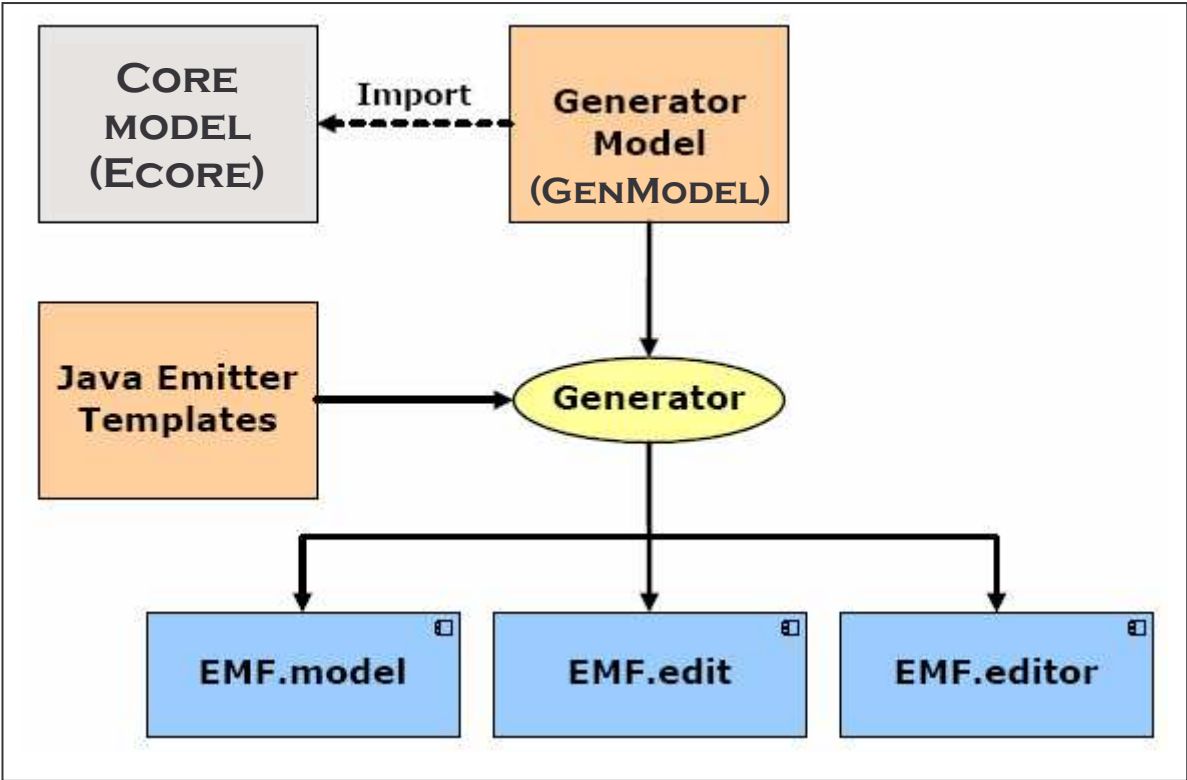 CORE
MODEL
(ECORE)
Import
Generator
Model
(GENMODEL)
Java Emitter
Templates
Generator
EMF.model
EMF.edit
EMF.editor